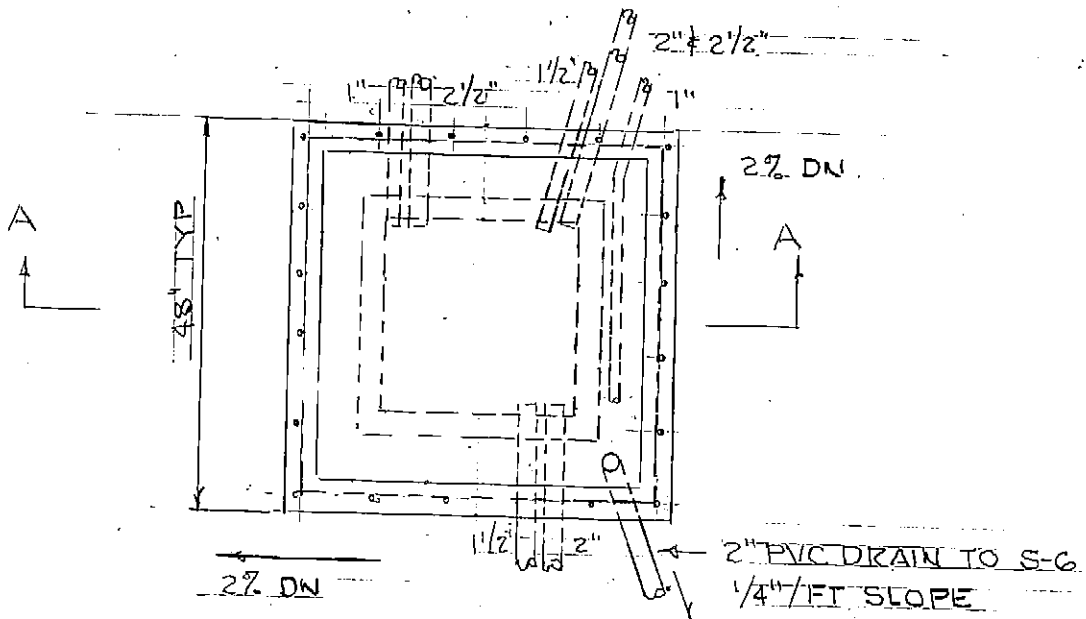 2" & 2 1/2"
1 1/2"
1"
2 1/2"
1"
2% DN.
A
A
48" TYP
1 1/2"
2"
2" PVC DRAIN TO S-6
1/4"/FT SLOPE
2% DN